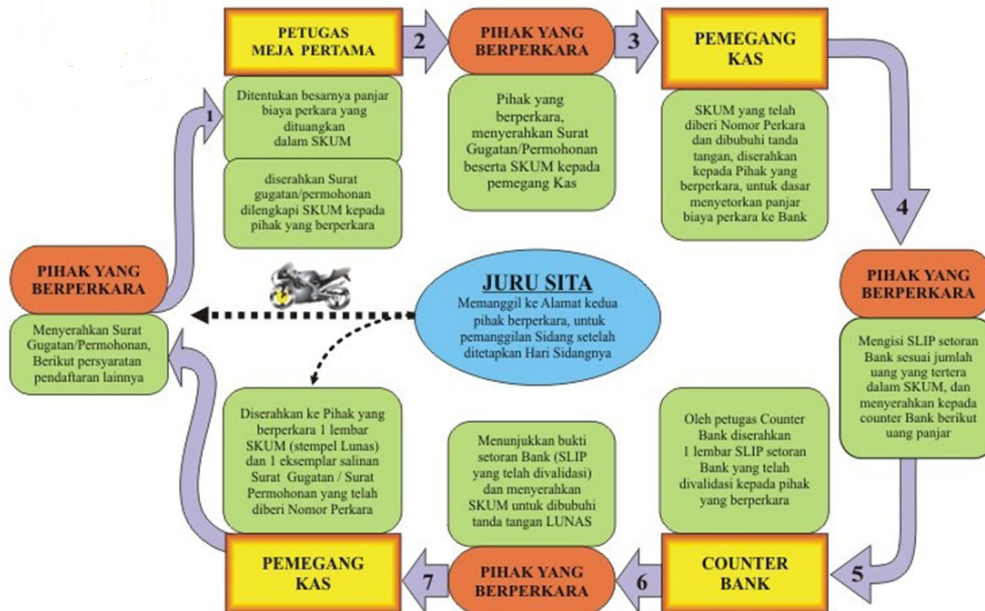 PETUGAS
MEJA PERTAMA
2
PIHAK YANG
BERPERKARA
3
PEMEGANG
KAS
1
Ditentukan besarnya panjar
biaya perkara yang
dituangkan
dalam SKUM
diserahkan Surat
gugatan/permohonan
dilengkapi SKUM kepada
pihak yang berperkara
Pihak yang
berperkara,
menyerahkan Surat
Gugatan/Permohonan
beserta SKUM kepada
pemegang Kas
SKUM yang telah
diberi Nomor Perkara
dan dibubuhi tanda
tangan, diserahkan
kepada Pihak yang
berperkara, untuk dasar
menyetorkan panjar
biaya perkara ke Bank
4
PIHAK YANG
BERPERKARA
Menyerahkan Surat
Gugatan/Permohonan,
Berikut persyaratan
pendaftaran lainnya
JURU SITA
Memanggil ke Alamat kedua
pihak berperkara, untuk
pemanggilan Sidang setelah
ditetapkan Hari Sidangnya
PIHAK YANG
BERPERKARA
Mengisi SLIP setoran
Bank sesuai jumlah
uang yang tertera
dalam SKUM, dan
menyerahkan kepada
counter Bank berikut
uang panjar
Diserahkan ke Pihak yang
berperkara 1 lembar
SKUM (stempel Lunas)
dan 1 eksemplar salinan
Surat Gugatan / Surat
Permohonan yang telah
diberi Nomor Perkara
Menunjukkan bukti
setoran Bank (SLIP
yang telah divalidasi)
dan menyerahkan
SKUM untuk dibubuhi
tanda tangan LUNAS
Oleh petugas Counter
Bank diserahkan
1 lembar SLIP setoran
Bank yang telah
divalidasi kepada pihak
yang berperkara
PEMEGANG
KAS
7
PIHAK YANG
BERPERKARA
6
COUNTER
BANK
5